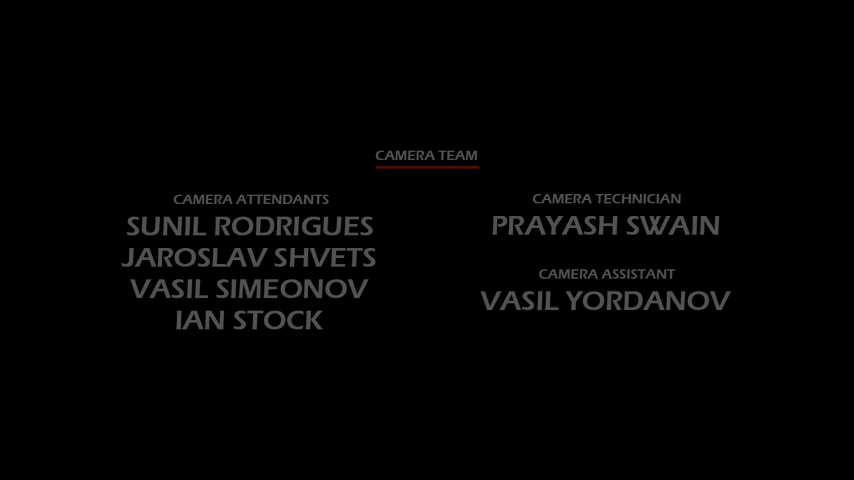 CAMERA TEAM
CAMERA ATTENDANTS
SUNIL RODRIGUES
JAROSLAV SHVETS
VASIL SIMEONOV
IAN STOCK
CAMERA TECHNICIAN
PRAYASH SWAIN
CAMERA ASSISTANT
VASIL YORDANOV